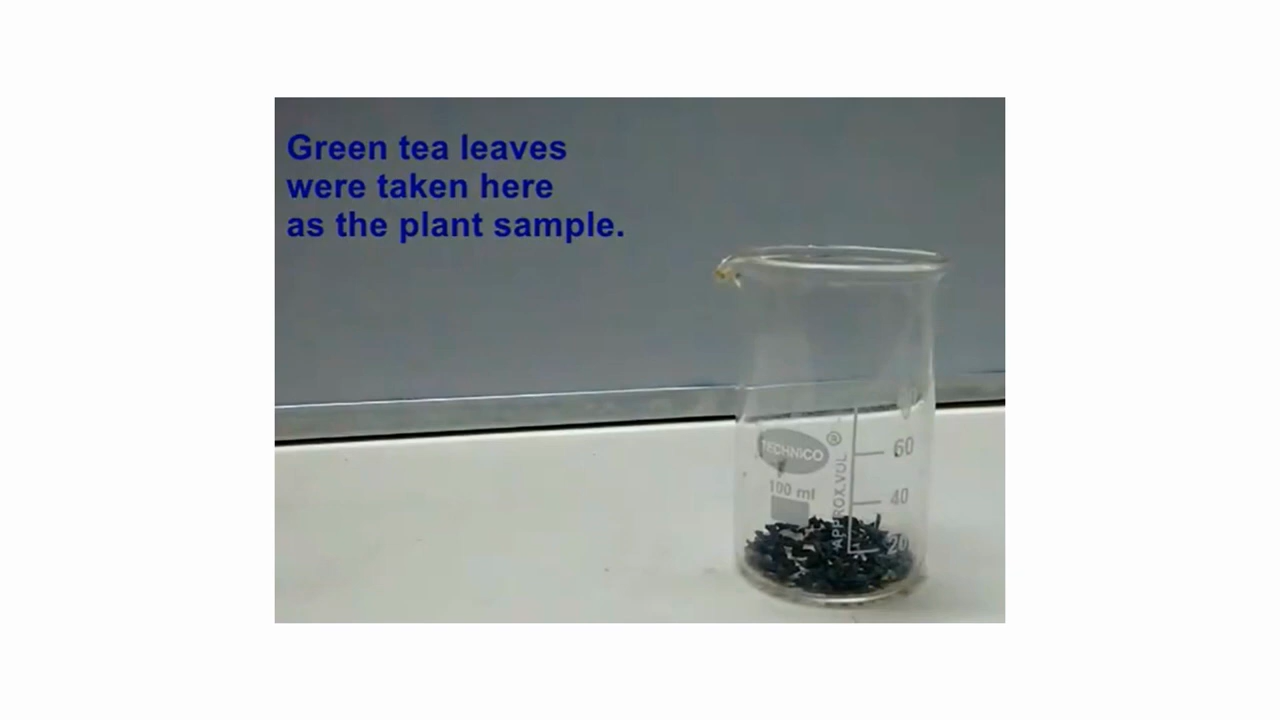 Green tea leaves
were taken here
as the plant sample.
TECHNICO
®
100 ml
APPROX.VOL
60
40
20